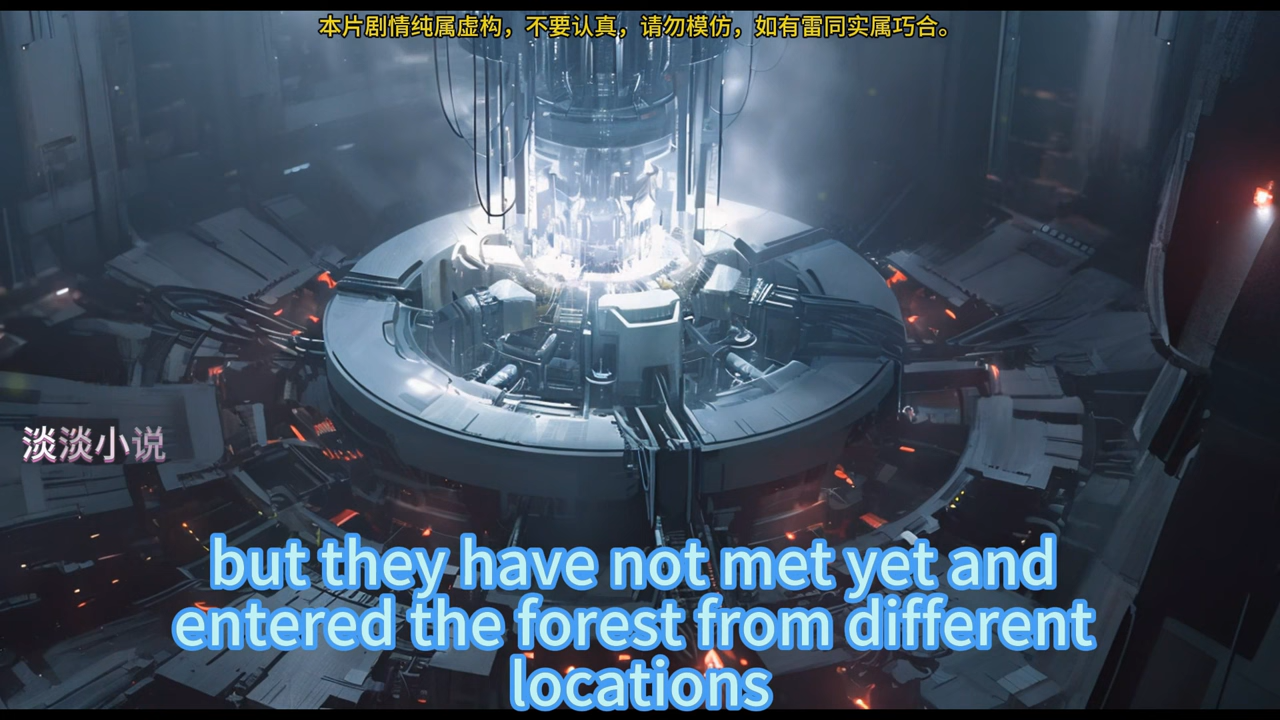 本片剧情纯属虚构，不要认真，请勿模仿，如有雷同实属巧合。
淡淡小说
but they have not met yet and
entered the forest from different
locations